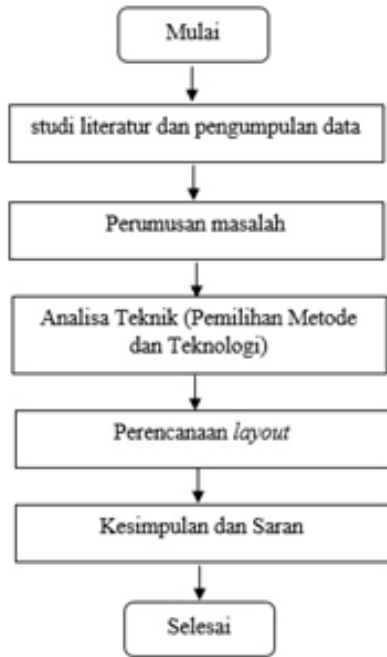 Mulai
studi literatur dan pengumpulan data
Perumusan masalah
Analisa Teknik (Pemilihan Metode
dan Teknologi)
Perencanaan layout
Kesimpulan dan Saran
Selesai